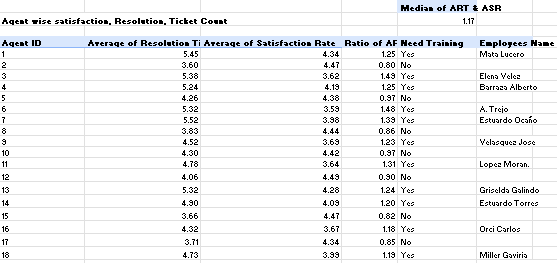 Median of ART & ASR
Agent wise satisfaction, Resolution, Ticket Count 1.17
Agent ID Average of Resolution Ti Average of Satisfaction Rate Ratio of AF Need Training Employees Name
1 5.45 4.34 1.25 Yes Mata Lucero
2 3.60 4.47 0.80 No
3 5.38 3.62 1.49 Yes Elena Velez
4 5.24 4.19 1.25 Yes Barraza Alberto
5 4.26 4.38 0.97 No
6 5.32 3.59 1.48 Yes A. Trejo
7 5.52 3.98 1.39 Yes Estuardo Ocaño
8 3.83 4.44 0.86 No
9 4.52 3.69 1.23 Yes Velasquez Jose
10 4.30 4.42 0.97 No
11 4.78 3.64 1.31 Yes Lopez Moran.
12 4.06 4.49 0.90 No
13 5.32 4.28 1.24 Yes Griselda Galindo
14 4.90 4.09 1.20 Yes Estuardo Torres
15 3.66 4.47 0.82 No
16 4.32 3.67 1.18 Yes Orci Carlos
17 3.71 4.34 0.85 No
18 4.73 3.99 1.19 Yes Miller Gaviria